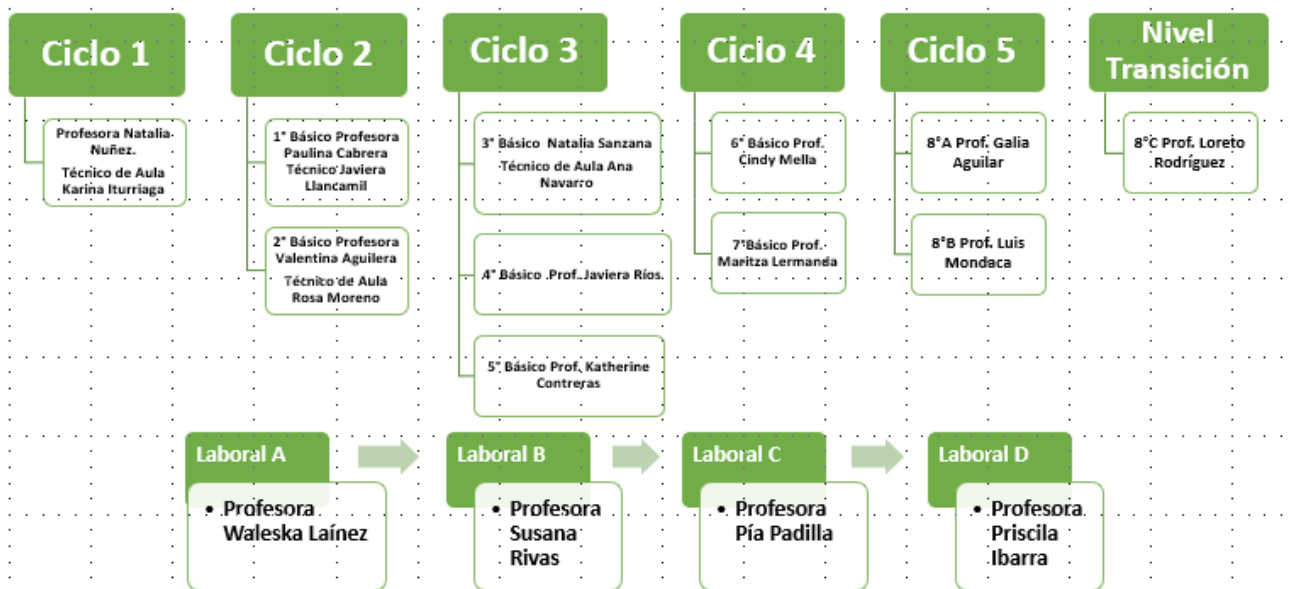 Ciclo 1
Profesora Natalia
Nuñez.
Técnico de Aula
Karina Iturriaga
Ciclo 2
1° Básico Profesora
Paulina Cabrera
Técnico Javiera
Llancamil
2° Básico Profesora
Valentina Aguilera
Técnico de Aula
Rosa Moreno
Ciclo 3
3° Básico Natalia Sanzana
Técnico de Aula Ana
Navarro
4° Básico .Prof. Javiera Ríos.
5° Básico Prof. Katherine
Contreras
Ciclo 4
6° Básico Prof.
Cindy Mella
7°Básico Prof.
Maritza Lermanda
Ciclo 5
8°A Prof. Galia
Aguilar
8°B Prof. Luis
Mondaca
Nivel
Transición
8°C Prof. Loreto
Rodríguez
Laboral A
• Profesora
Waleska Laínez
Laboral B
• Profesora
Susana
Rivas
Laboral C
• Profesora
Pía Padilla
Laboral D
• Profesora
Priscila
Ibarra